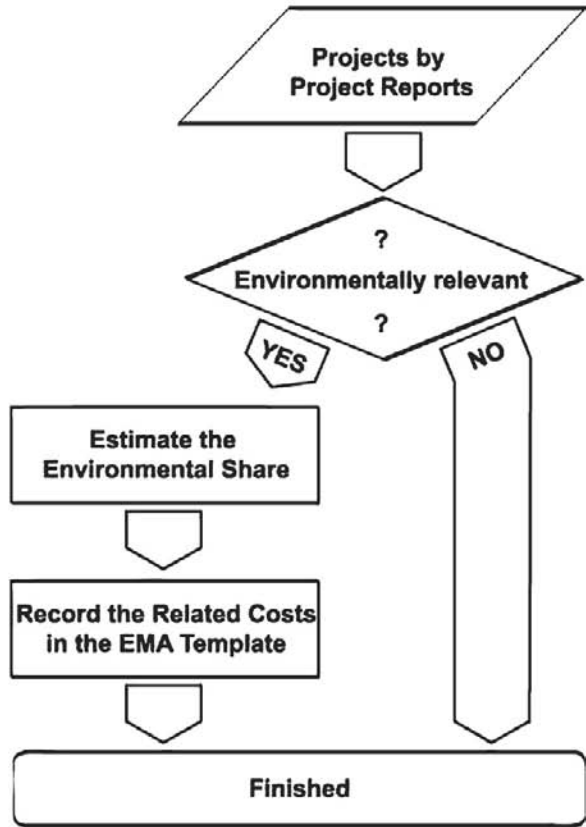 Projects by
Project Reports
?
Environmentally relevant
?
YES
NO
Estimate the
Environmental Share
Record the Related Costs
in the EMA Template
Finished